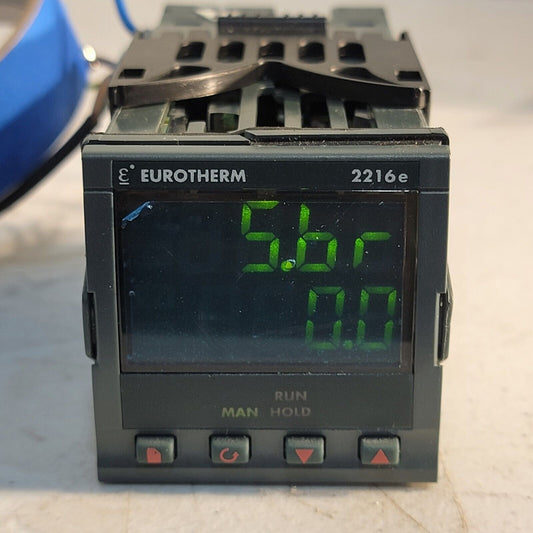 EUROTHERM 2216e
S.br
0.0
RUN
MAN HOLD